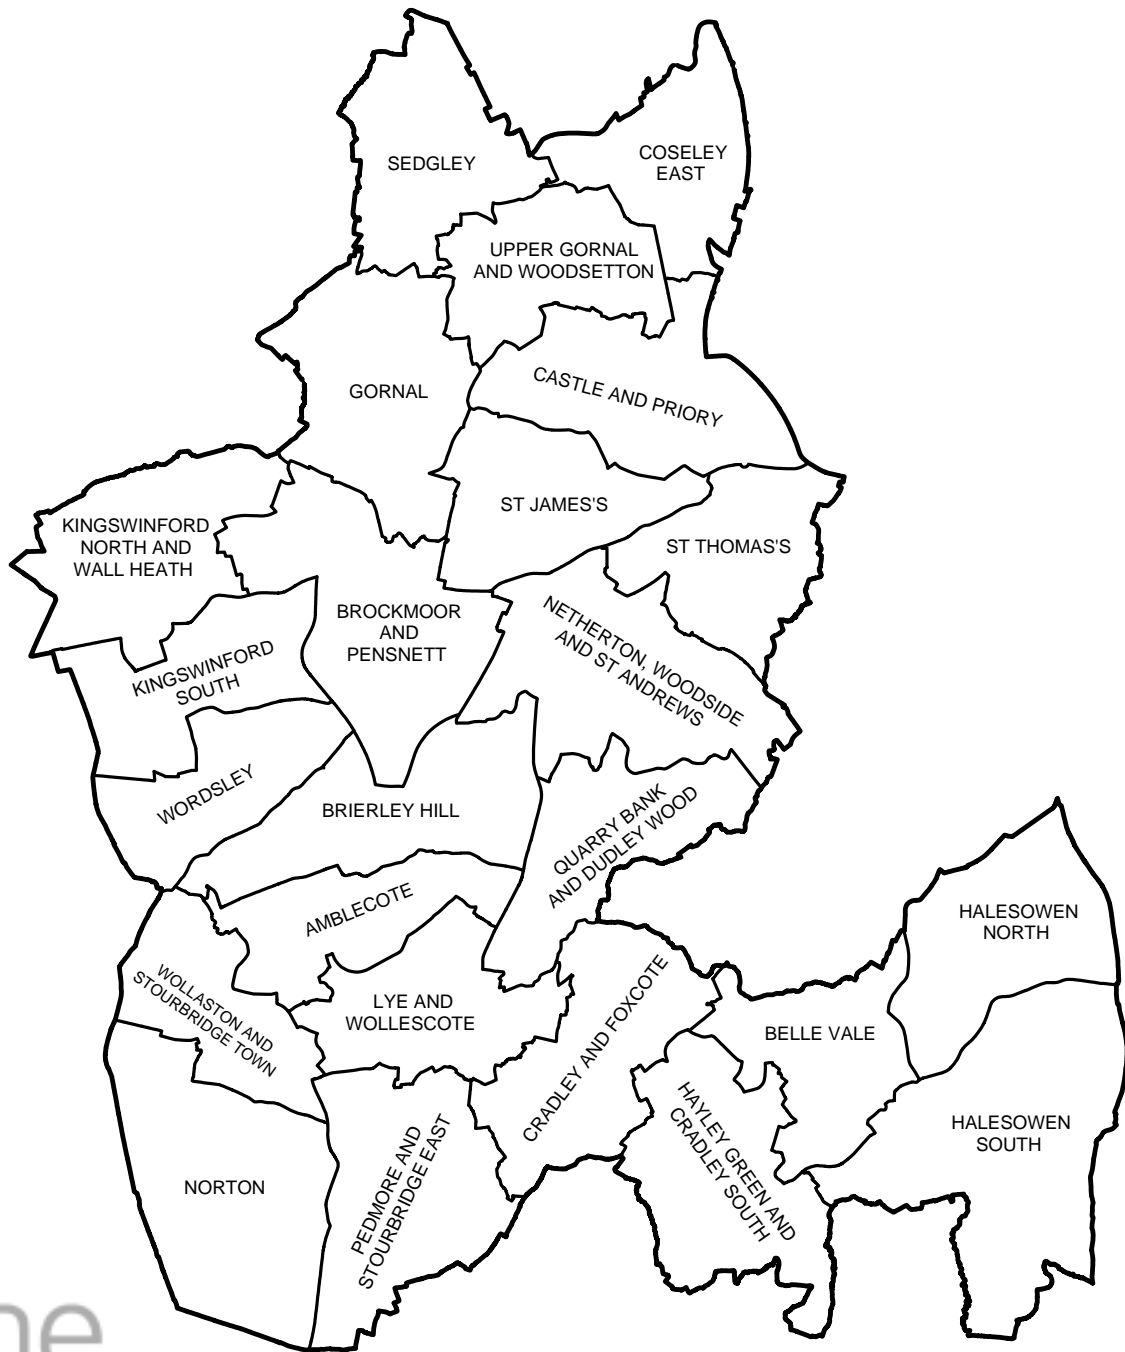 SEDGLEY
COSELEY
EAST
UPPER GORNAL
AND WOODSETTON
GORNAL
CASTLE AND PRIORY
ST JAMES'S
KINGSWINFORD
NORTH AND
WALL HEATH
ST THOMAS'S
BROCKMOOR
AND
PENSNETT
NETHERTON, WOODSIDE
AND ST ANDREWS
KINGSWINFORD
SOUTH
WORDSLEY
BRIERLEY HILL
QUARRY BANK
AND DUDLEY WOOD
AMBLECOTE
HALESOWEN
NORTH
WOLLASTON AND
STOURBRIDGE TOWN
LYE AND
WOLLESCOTE
CRADLEY AND FOXCOTE
BELLE VALE
HAYLEY GREEN AND
CRADLEY SOUTH
HALESOWEN
SOUTH
NORTON
PEDMORE AND
STOURBRIDGE EAST
ne